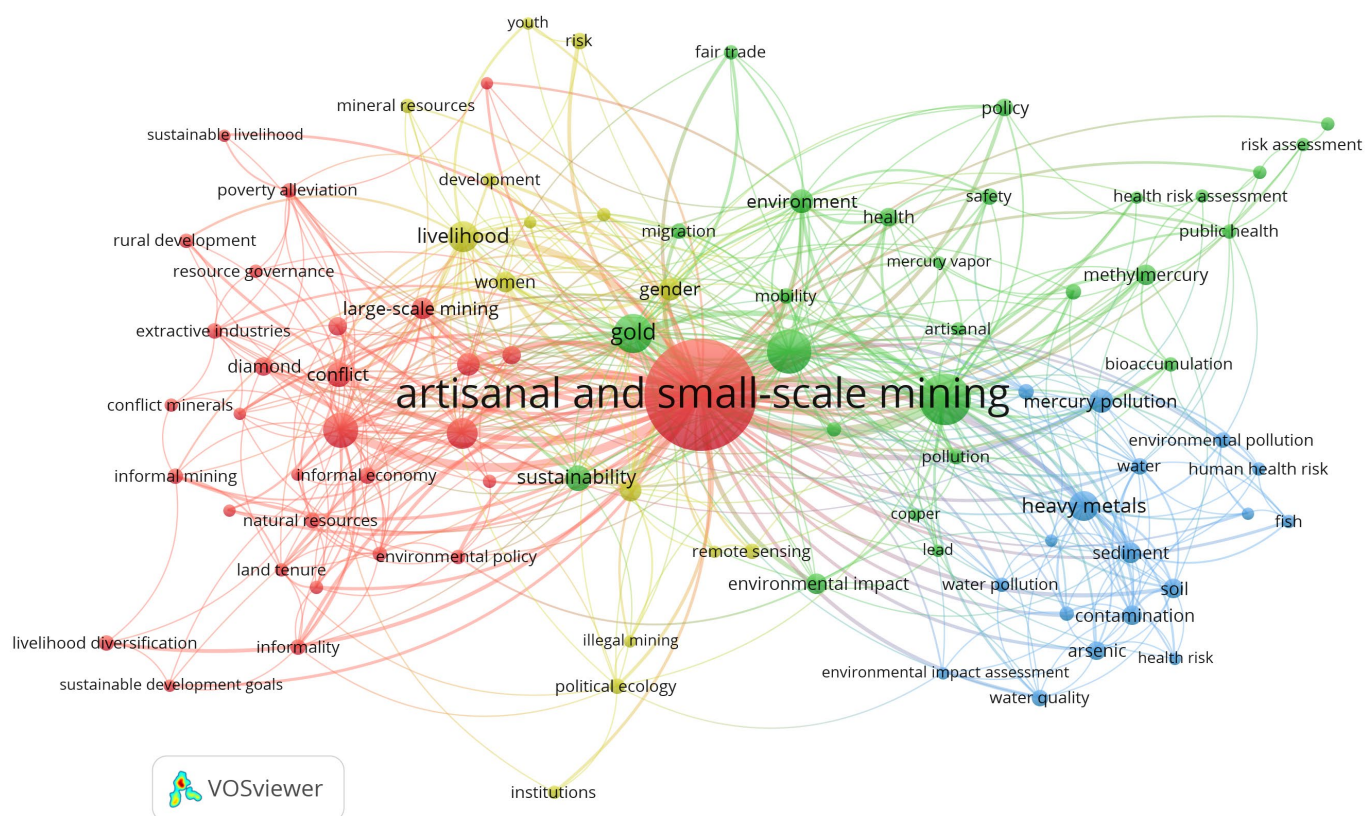 youth
risk
fair trade
mineral resources
policy
sustainable livelihood
risk assessment
development
poverty alleviation
environment
safety
health risk assessment
health
livelihood
migration
public health
rural development
mercury vapor
resource governance
methylmercury
women
gender
mobility
large-scale mining
extractive industries
gold
artisanal
diamond
conflict
bioaccumulation
artisanal and small-scale mining
conflict minerals
mercury pollution
environmental pollution
pollution
water
human health risk
informal mining
informal economy
sustainability
heavy metals
natural resources
copper
fish
environmental policy
remote sensing
lead
sediment
land tenure
environmental impact
water pollution
soil
contamination
livelihood diversification
informality
illegal mining
arsenic
health risk
environmental impact assessment
sustainable development goals
political ecology
water quality
institutions
VOSviewer